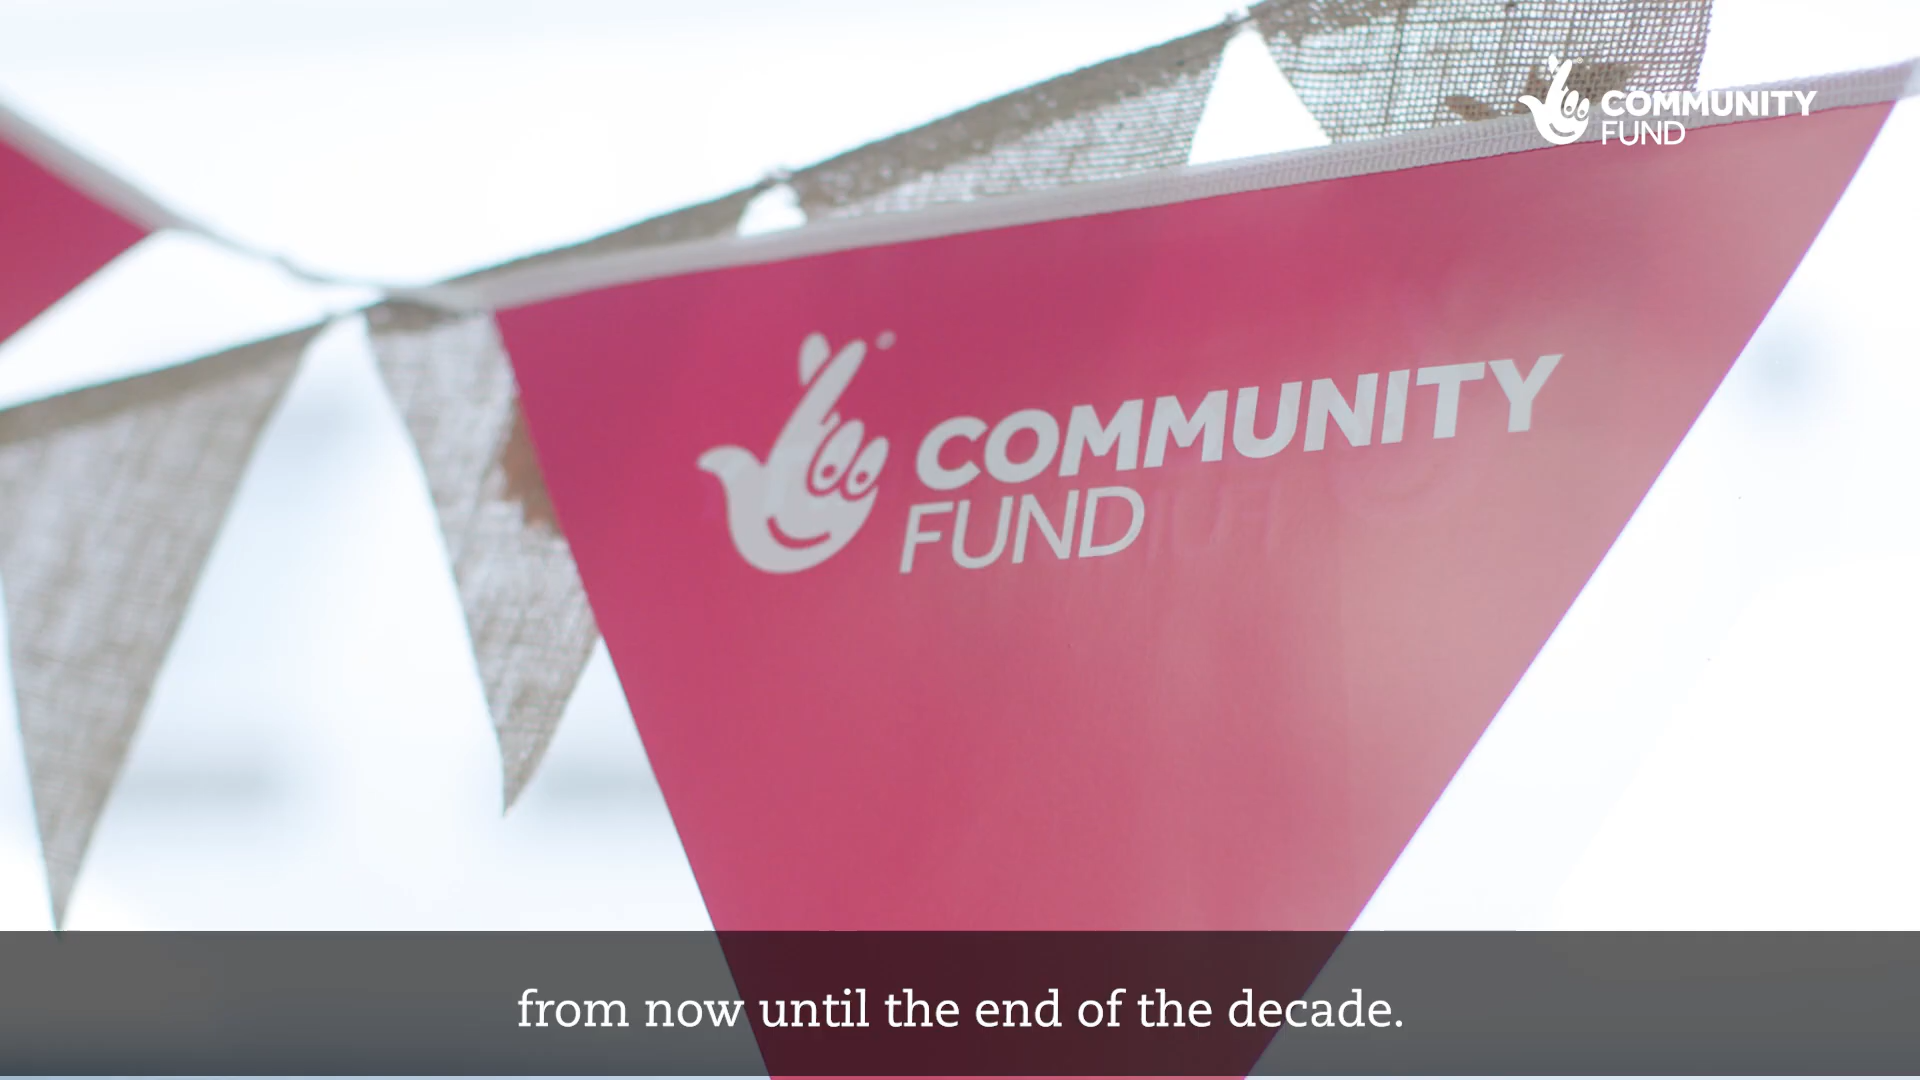 COMMUNITY
FUND
COMMUNITY
FUND
from now until the end of the decade.